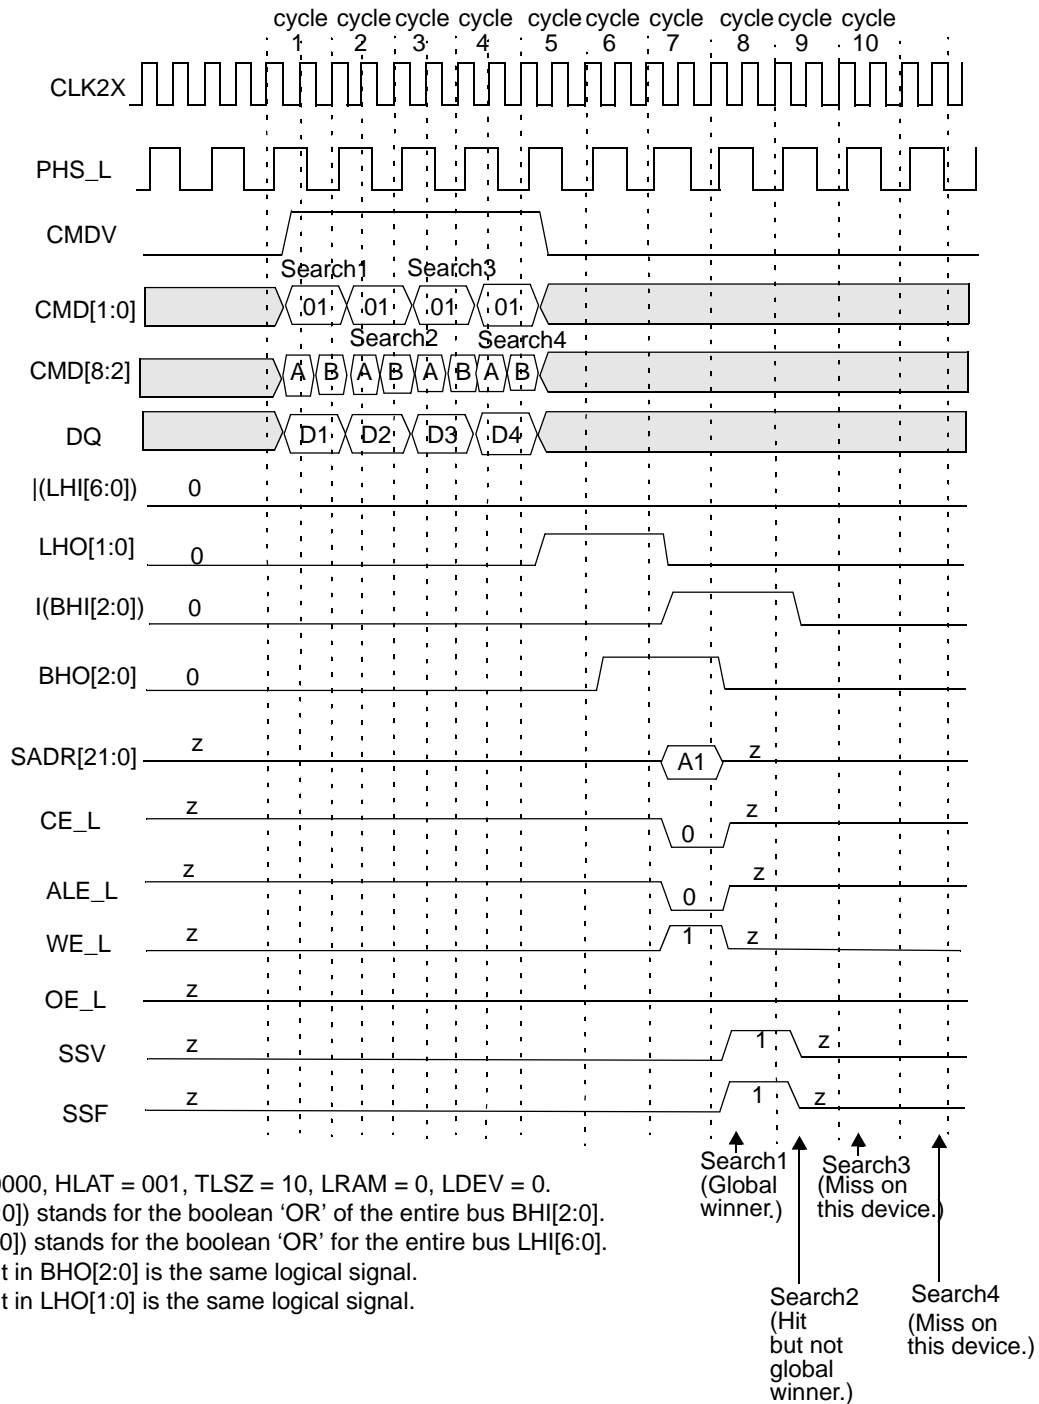 cycle cycle cycle cycle cycle cycle cycle cycle cycle cycle
1 2 3 4 5 6 7 8 9 10
CLK2X
PHS_L
CMDV
Search1 Search3
CMD[1:0] 01 01 01 01
Search2 Search4
CMD[8:2] A B A B A B A B
DQ D1 D2 D3 D4
|(LHI[6:0]) 0
LHO[1:0] 0
I(BHI[2:0]) 0
BHO[2:0] 0
SADR[21:0] z A1 z
CE_L z 0 z
ALE_L z 0 z
WE_L z 1 z
OE_L z
SSV z 1 z
SSF z 1 z
Search1
(Global
winner.)
Search3
(Miss on
this device.)
000, HLAT = 001, TLSZ = 10, LRAM = 0, LDEV = 0.
:0]) stands for the boolean ‘OR’ of the entire bus BHI[2:0].
0]) stands for the boolean ‘OR’ for the entire bus LHI[6:0].
t in BHO[2:0] is the same logical signal.
t in LHO[1:0] is the same logical signal.
Search2
(Hit
but not
global
winner.)
Search4
(Miss on
this device.)